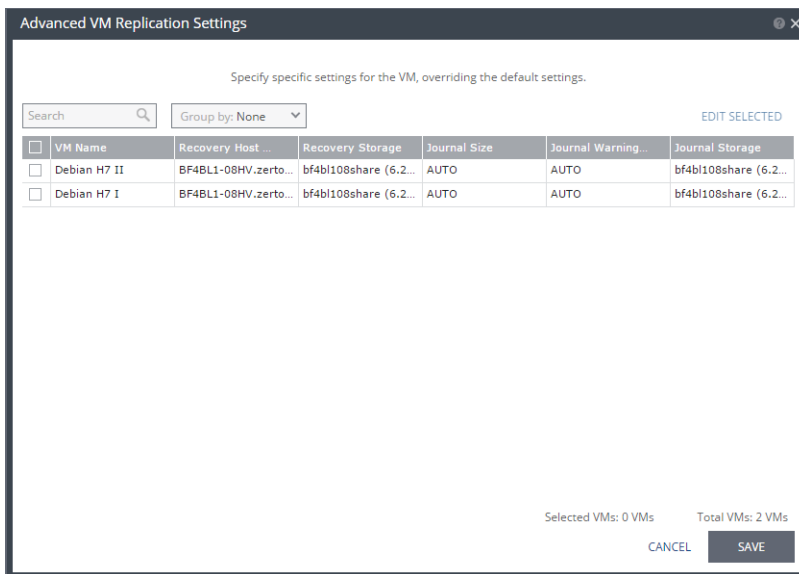 Advanced VM Replication Settings
Specify specific settings for the VM, overriding the default settings.
Search Group by: None EDIT SELECTED
VM Name Recovery Host ... Recovery Storage Journal Size Journal Warning... Journal Storage
Debian H7 II BF4BL1-08HV.zerto... bf4bl108share (6.2... AUTO AUTO bf4bl108share (6.2...
Debian H7 I BF4BL1-08HV.zerto... bf4bl108share (6.2... AUTO AUTO bf4bl108share (6.2...
Selected VMs: 0 VMs Total VMs: 2 VMs
CANCEL SAVE